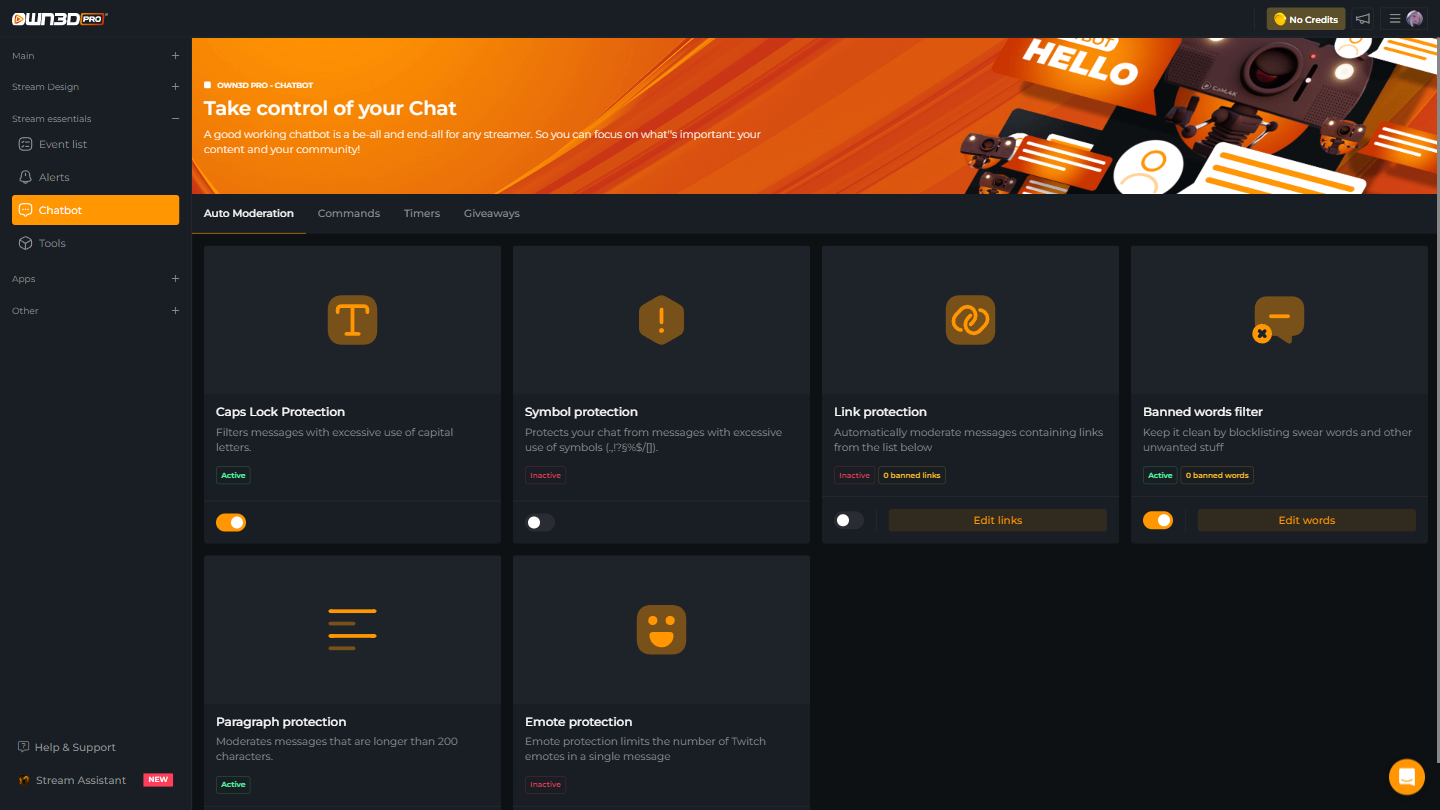 OWN3D PRO
No Credits
Main
Stream Design
Stream essentials
Event list
Alerts
Chatbot
Tools
Apps
Other
Help & Support
Stream Assistant NEW
OWN3D PRO - CHATBOT
Take control of your Chat
A good working chatbot is a be-all and end-all for any streamer. So you can focus on what"s important: your
content and your community!
HELLO
Auto Moderation Commands Timers Giveaways
Caps Lock Protection
Filters messages with excessive use of capital
letters.
Active
Symbol protection
Protects your chat from messages with excessive
use of symbols (.,!?§%$/[]).
Inactive
Link protection
Automatically moderate messages containing links
from the list below
Inactive 0 banned links
Edit links
Banned words filter
Keep it clean by blocklisting swear words and other
unwanted stuff
Active 0 banned words
Edit words
Paragraph protection
Moderates messages that are longer than 200
characters.
Active
Emote protection
Emote protection limits the number of Twitch
emotes in a single message
Inactive